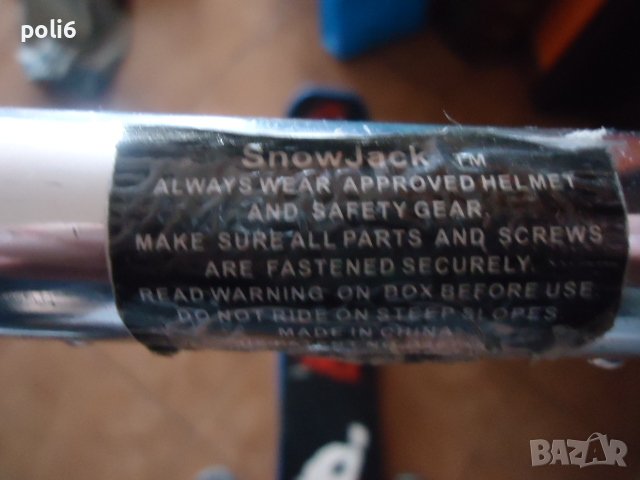 poli6
SnowJack TM
ALWAYS WEAR APPROVED HELMET
AND SAFETY GEAR.
MAKE SURE ALL PARTS AND SCREWS
ARE FASTENED SECURELY.
READ WARNING ON BOX BEFORE USE.
DO NOT RIDE ON STEEP SLOPES
MADE IN CHINA
BAZAR